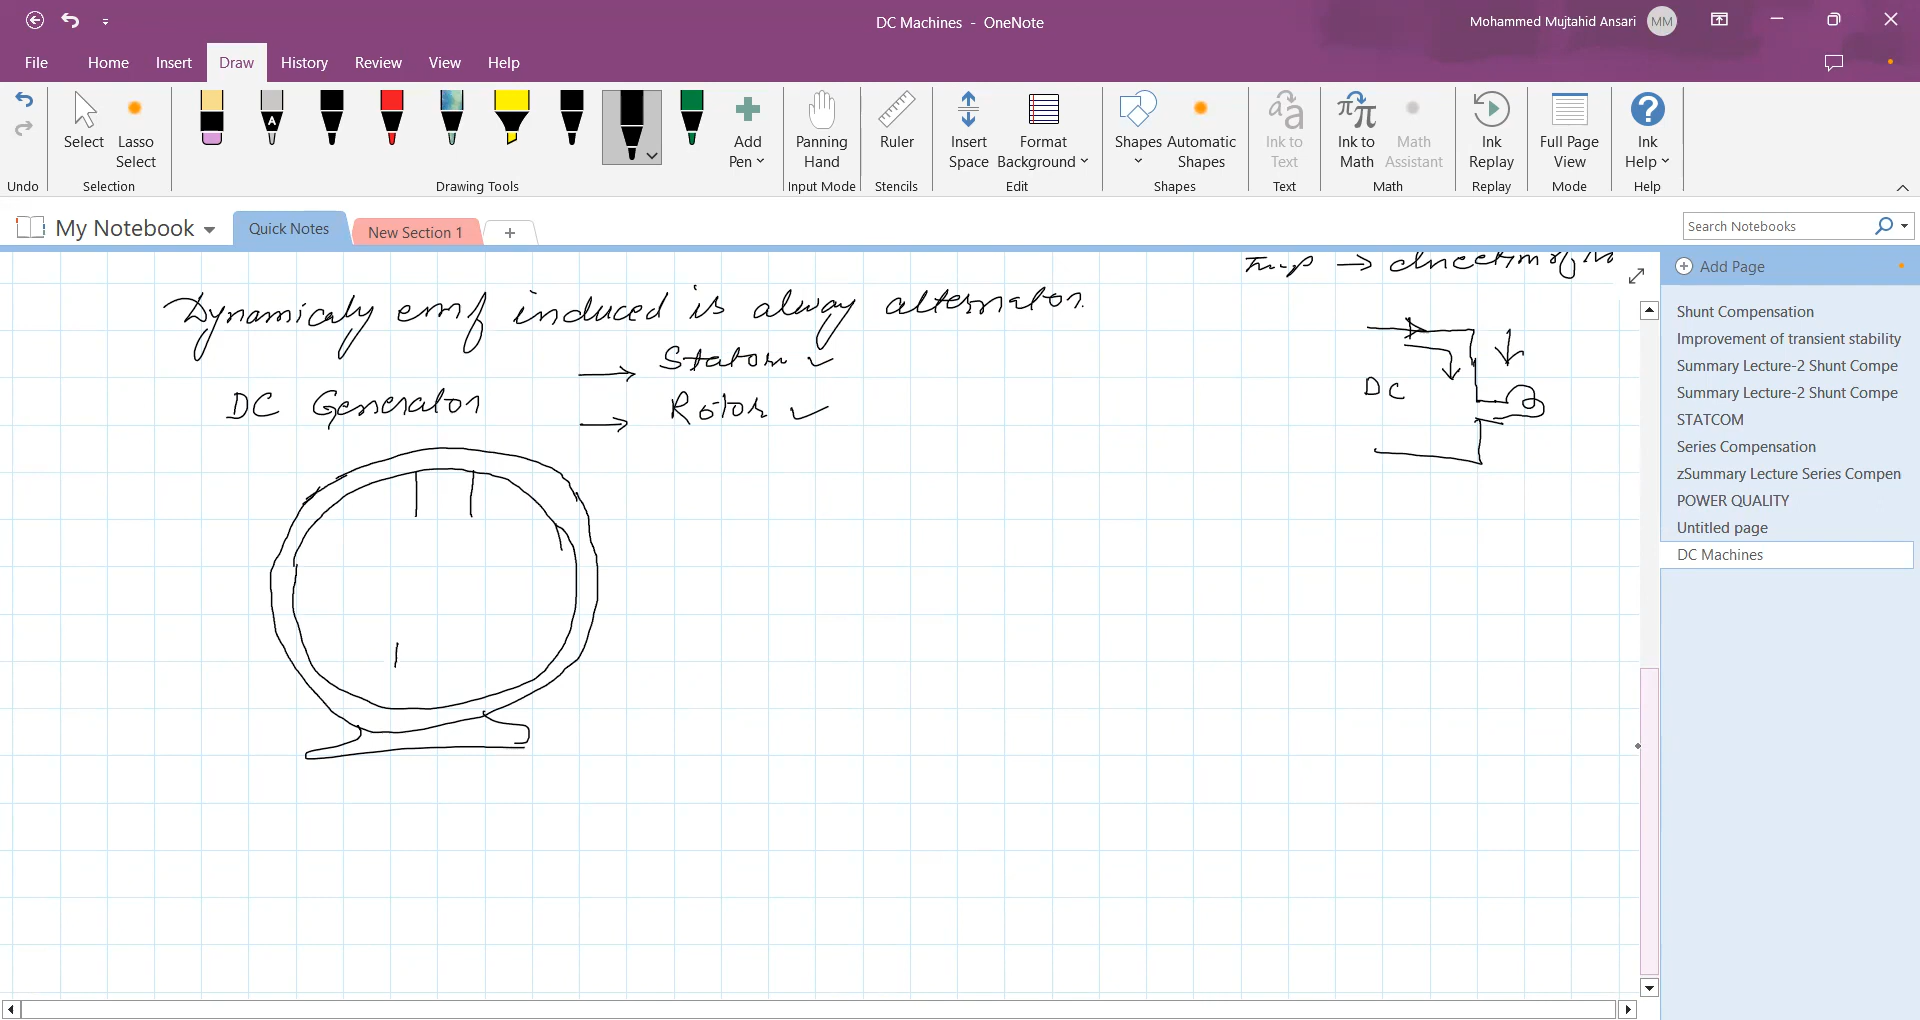 DC Machines - OneNote
Mohammed Mujtahid Ansari MM
File Home Insert Draw History Review View Help
Select
Lasso Select
Add Pen
Panning Hand
Ruler
Insert Space
Format Background
Shapes
Automatic Shapes
Ink to Text
Ink to Math
Math Assistant
Ink Replay
Full Page View
Ink Help
Undo Selection Drawing Tools Input Mode Stencils Edit Shapes Text Math Replay Mode Help
My Notebook Quick Notes New Section 1
Search Notebooks
Add Page
Shunt Compensation
Improvement of transient stability
Summary Lecture-2 Shunt Compe
Summary Lecture-2 Shunt Compe
STATCOM
Series Compensation
zSummary Lecture Series Compen
POWER QUALITY
Untitled page
DC Machines
→ direction of
Dynamicaly emf induced is alway alternator.
→ Stator ✓
DC Generator
→ Rotor ✓
DC